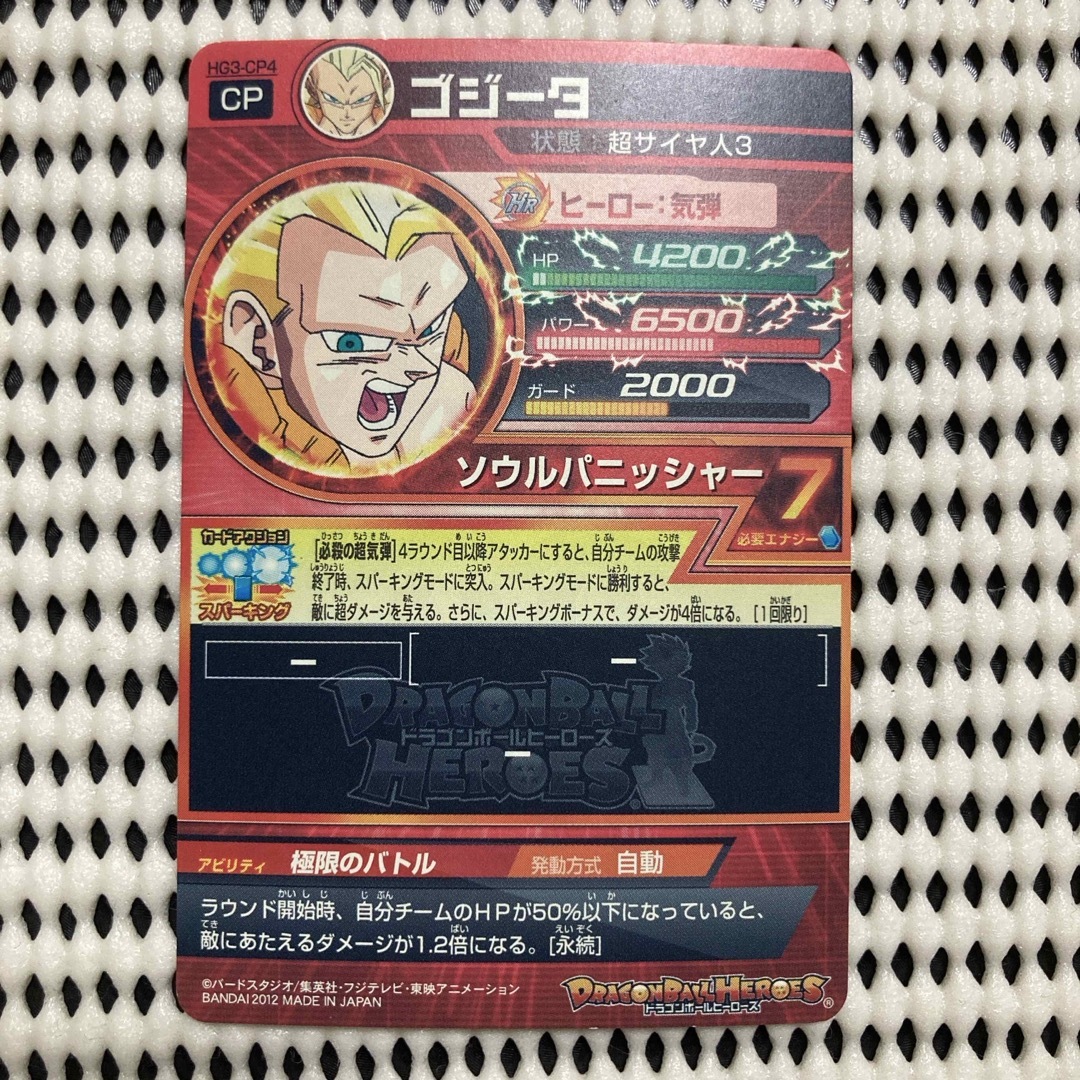 HG3-CP4
CP
ゴジータ
状態：超サイヤ人3
HR ヒーロー：気弾
HP 4200
パワー 6500
ガード 2000
ソウルパニッシャー 7
必要エナジー
カードアクション
スパーキング
[必殺の超気弾]4ラウンド目以降アタッカーにすると、自分チームの攻撃
終了時、スパーキングモードに突入。スパーキングモードに勝利すると、
敵に超ダメージを与える。さらに、スパーキングボーナスで、ダメージが4倍になる。[1回限り]
ー
ー
DRAGONBALL
ドラゴンボールヒーローズ
ー
HEROES
アビリティ 極限のバトル 発動方式 自動
ラウンド開始時、自分チームのHPが50%以下になっていると、
敵にあたえるダメージが1.2倍になる。[永続]
©バードスタジオ/集英社・フジテレビ・東映アニメーション
BANDAI 2012 MADE IN JAPAN
DRAGONBALL HEROES
ドラゴンボールヒーローズ